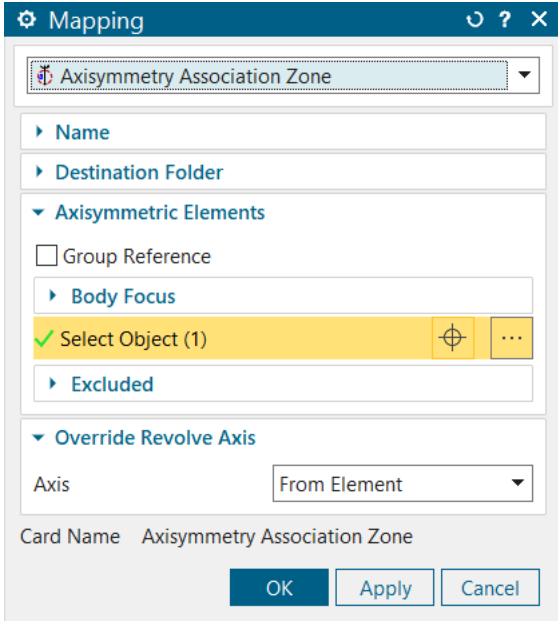 Mapping
Axisymmetry Association Zone
Name
Destination Folder
Axisymmetric Elements
Group Reference
Body Focus
Select Object (1)
Excluded
Override Revolve Axis
Axis From Element
Card Name Axisymmetry Association Zone
OK Apply Cancel